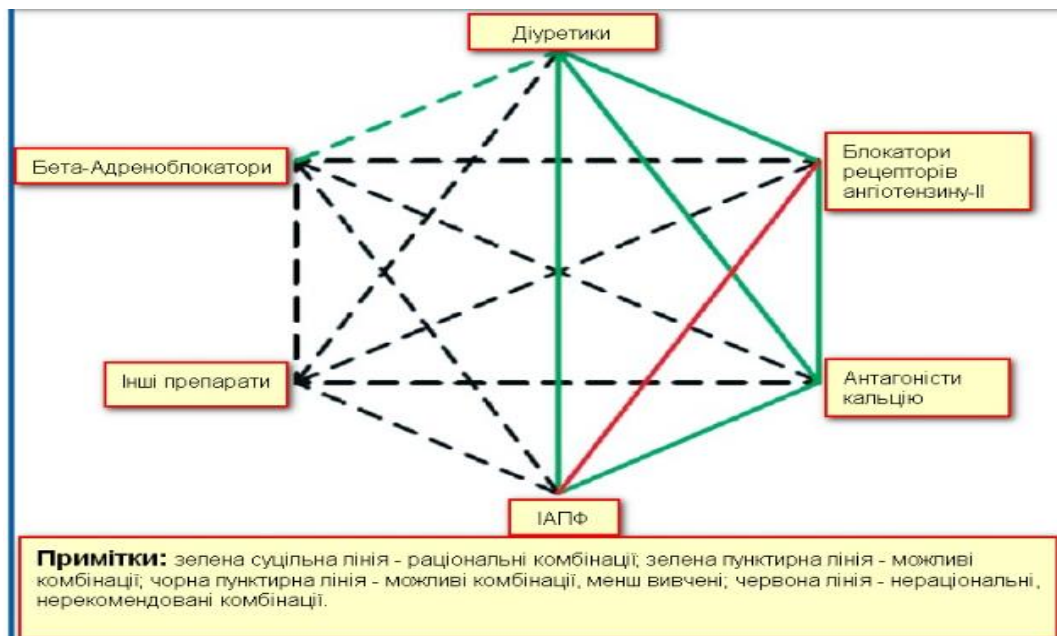 Діуретики
Бета-Адреноблокатори
Блокатори
рецепторів
ангіотензину-II
Інші препарати
Антагоністи
кальцію
ІАПФ
Примітки: зелена суцільна лінія - раціональні комбінації; зелена пунктирна лінія - можливі
комбінації; чорна пунктирна лінія - можливі комбінації, менш вивчені; червона лінія - нераціональні,
нерекомендовані комбінації.